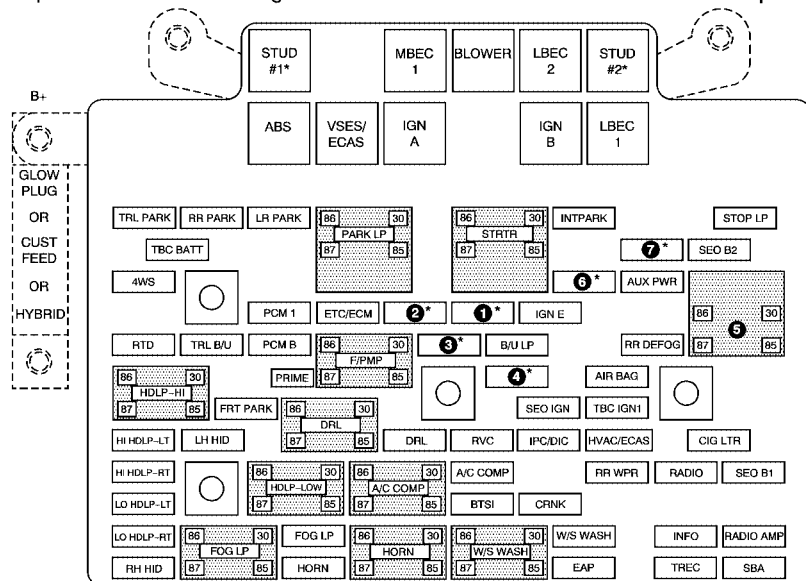 STUD #1*
MBEC 1
BLOWER
LBEC 2
STUD #2*
B+
ABS
VSES/ ECAS
IGN A
IGN B
LBEC 1
GLOW PLUG
OR
CUST FEED
OR
HYBRID
TRL PARK
RR PARK
LR PARK
86 30
PARK LP
87 85
86 30
STRTR
87 85
INTPARK
STOP LP
TBC BATT
7 *
SEO B2
4WS
6 *
AUX PWR
86 30
5
87 85
PCM 1
ETC/ECM
2 *
1 *
IGN E
RTD
TRL B/U
PCM B
86 30
F/PMP
87 85
3 *
B/U LP
RR DEFOG
86 30
HDLP-HI
87 85
PRIME
4 *
AIR BAG
FRT PARK
86 30
DRL
87 85
SEO IGN
TBC IGN1
HI HDLP-LT
LH HID
DRL
RVC
IPC/DIC
HVAC/ECAS
CIG LTR
HI HDLP-RT
86 30
HDLP-LOW
87 85
86 30
A/C COMP
87 85
A/C COMP
RR WPR
RADIO
SEO B1
LO HDLP-LT
BTSI
CRNK
LO HDLP-RT
86 30
FOG LP
87 85
FOG LP
86 30
HORN
87 85
86 30
W/S WASH
87 85
W/S WASH
INFO
RADIO AMP
RH HID
HORN
EAP
TREC
SBA